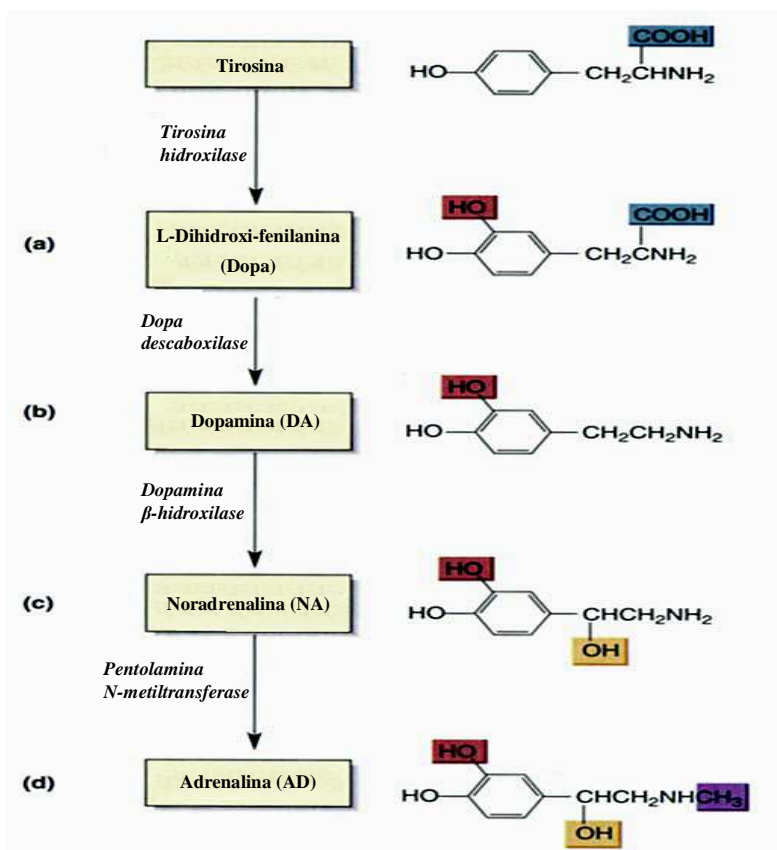 Tirosina
COOH
HO CH₂CHNH₂
Tirosina
hidroxilase
(a)
L-Dihidroxi-fenilanina
(Dopa)
HO
COOH
HO CH₂CNH₂
Dopa
descaboxilase
(b)
Dopamina (DA)
HO
HO CH₂CH₂NH₂
Dopamina
β-hidroxilase
(c)
Noradrenalina (NA)
HO
HO CHCH₂NH₂
OH
Pentolamina
N-metiltransferase
(d)
Adrenalina (AD)
HO
HO CHCH₂NHCH₃
OH